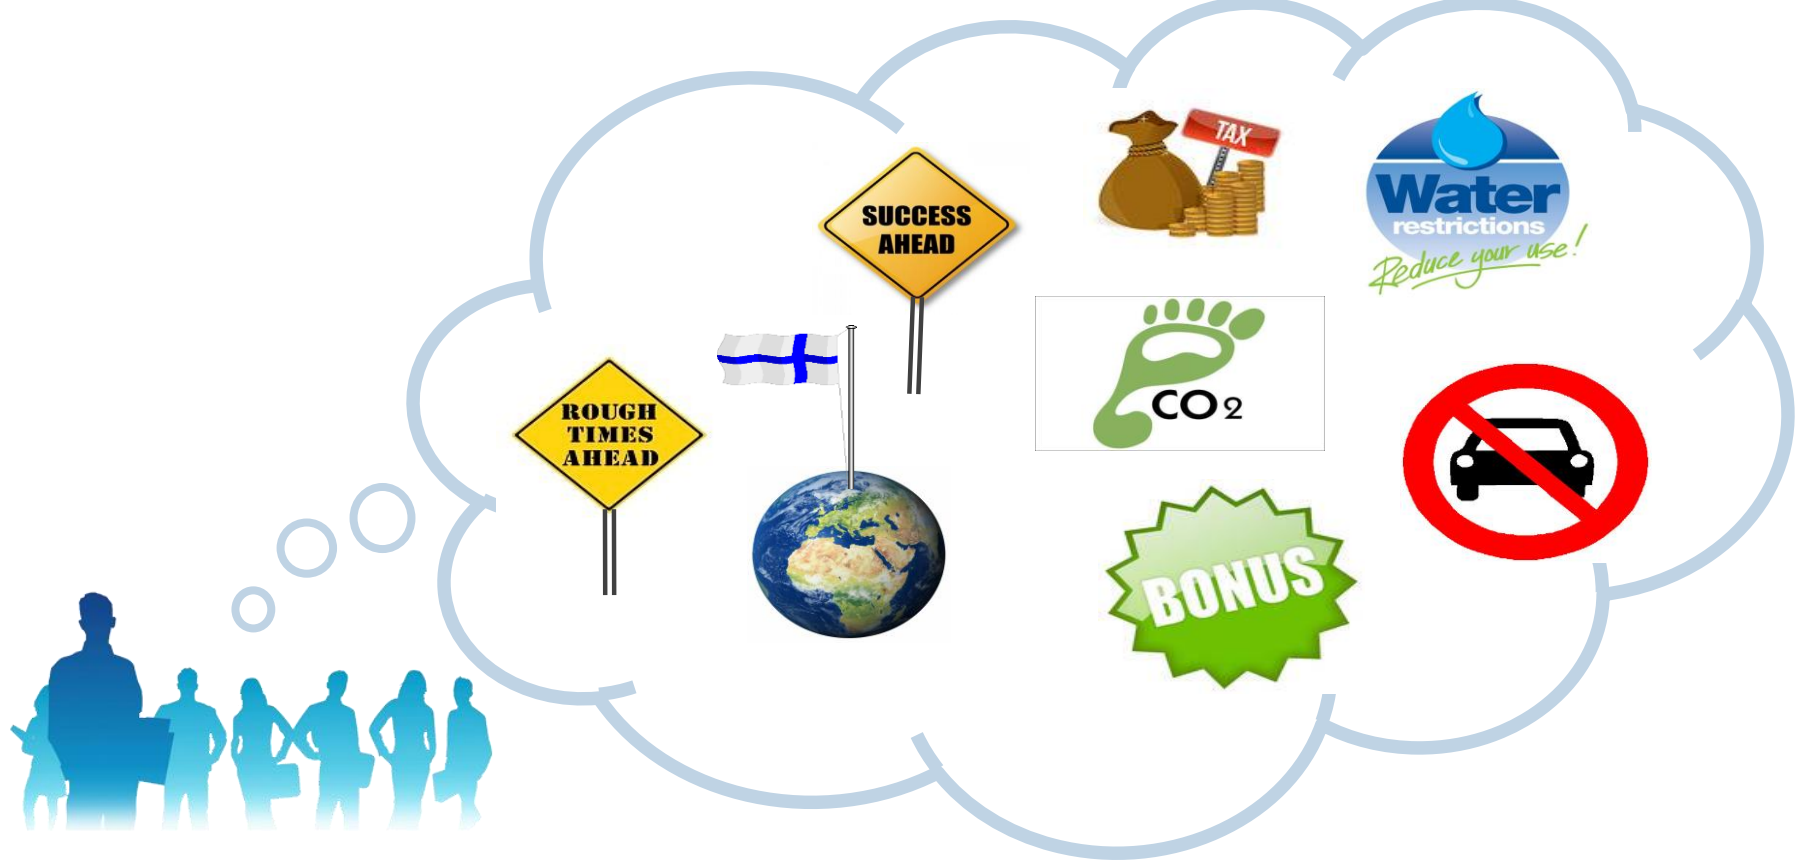 SUCCESS
AHEAD
TAX
Water
restrictions
Reduce your use!
ROUGH
TIMES
AHEAD
CO2
BONUS